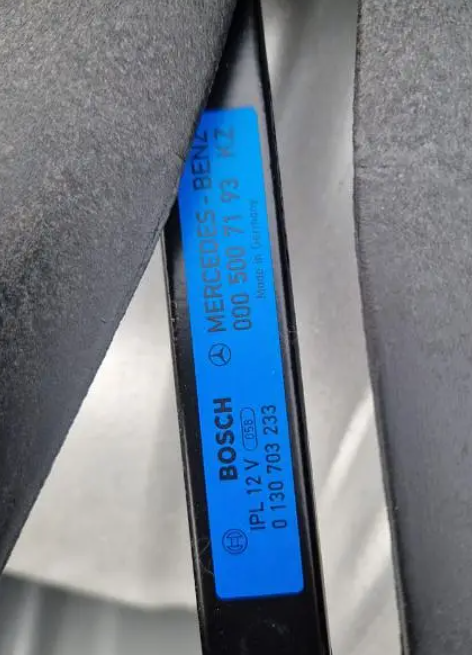 MERCEDES-BENZ
000 500 71 93 KZ
Made in Germany
BOSCH
IPL 12 V 058
0 130 703 233